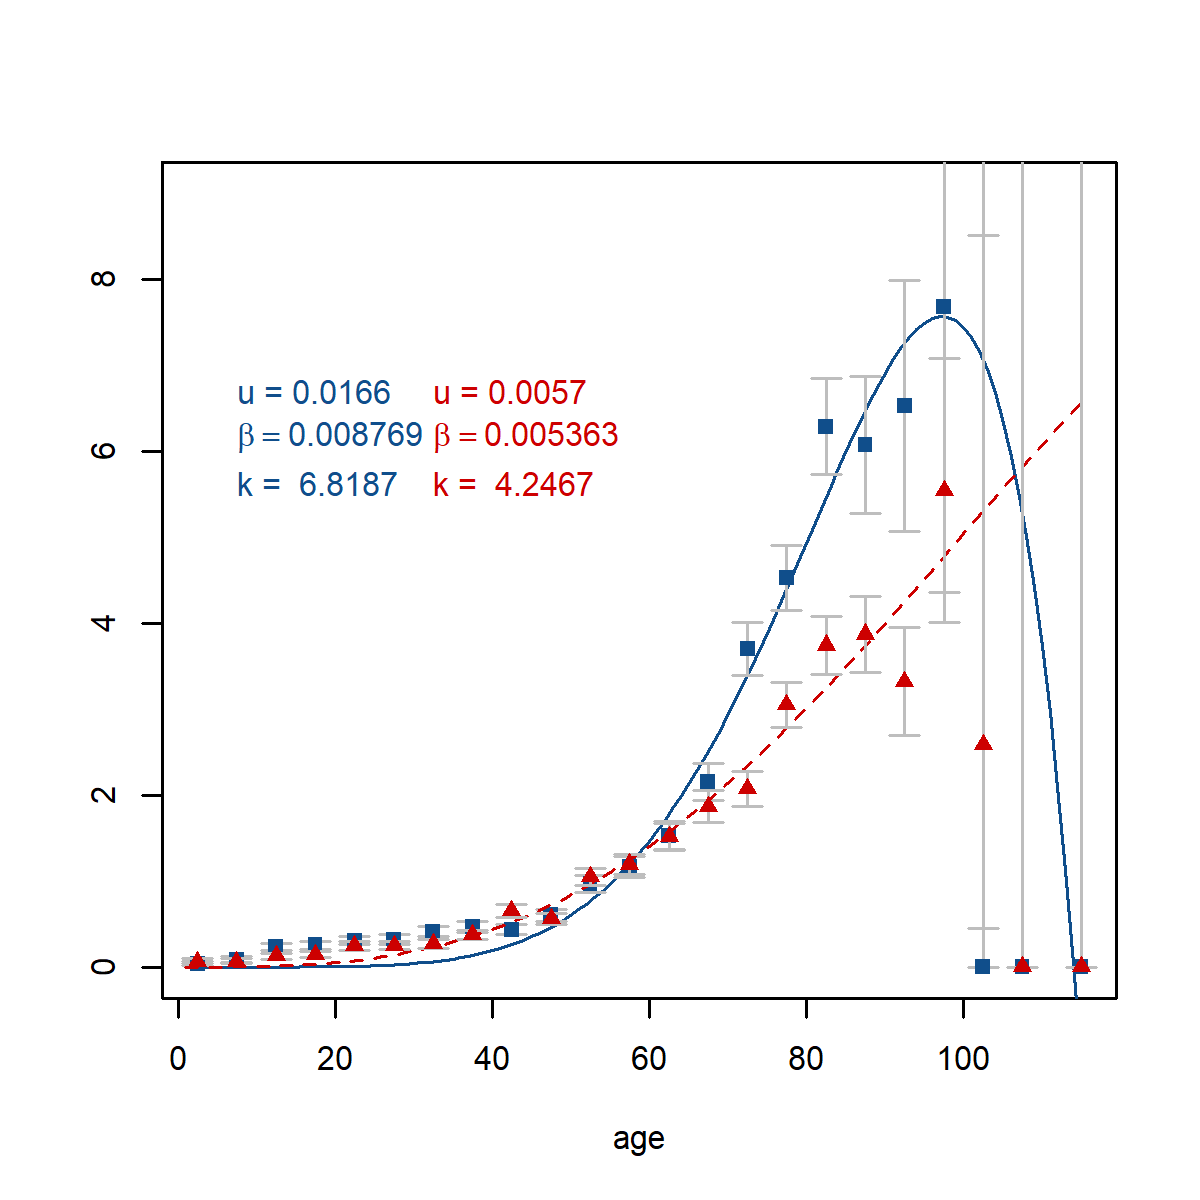 8
6
4
2
0
u = 0.0166 u = 0.0057
β = 0.008769 β = 0.005363
k = 6.8187 k = 4.2467
0 20 40 60 80 100
age